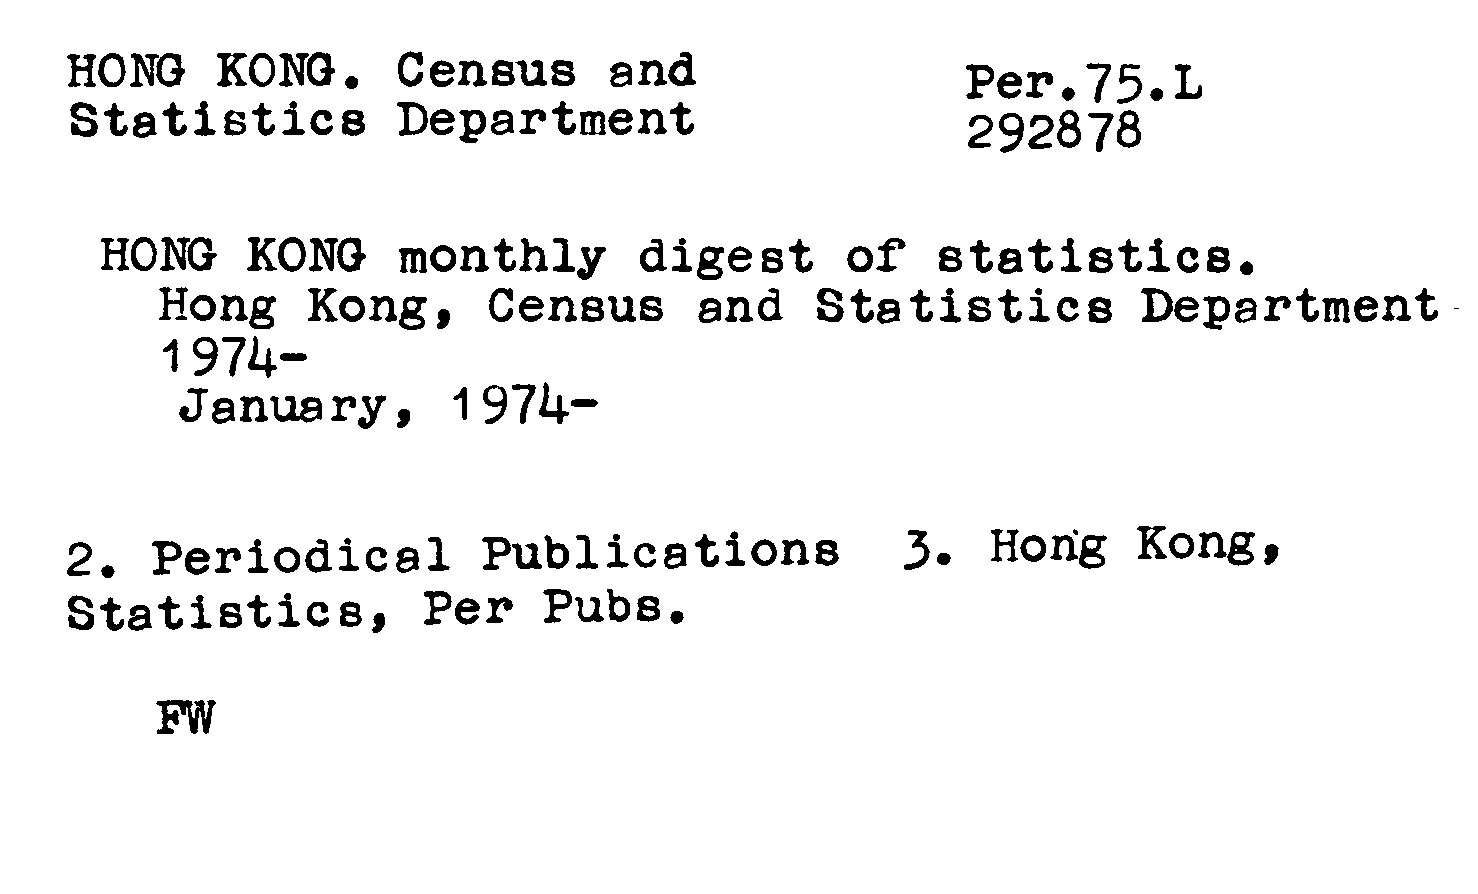 HONG KONG. Census and
Statistics Department
Per.75.L
292878
HONG KONG monthly digest of statistics.
Hong Kong, Census and Statistics Department
1974-
January, 1974-
2. Periodical Publications 3. Hong Kong,
Statistics, Per Pubs.
FW